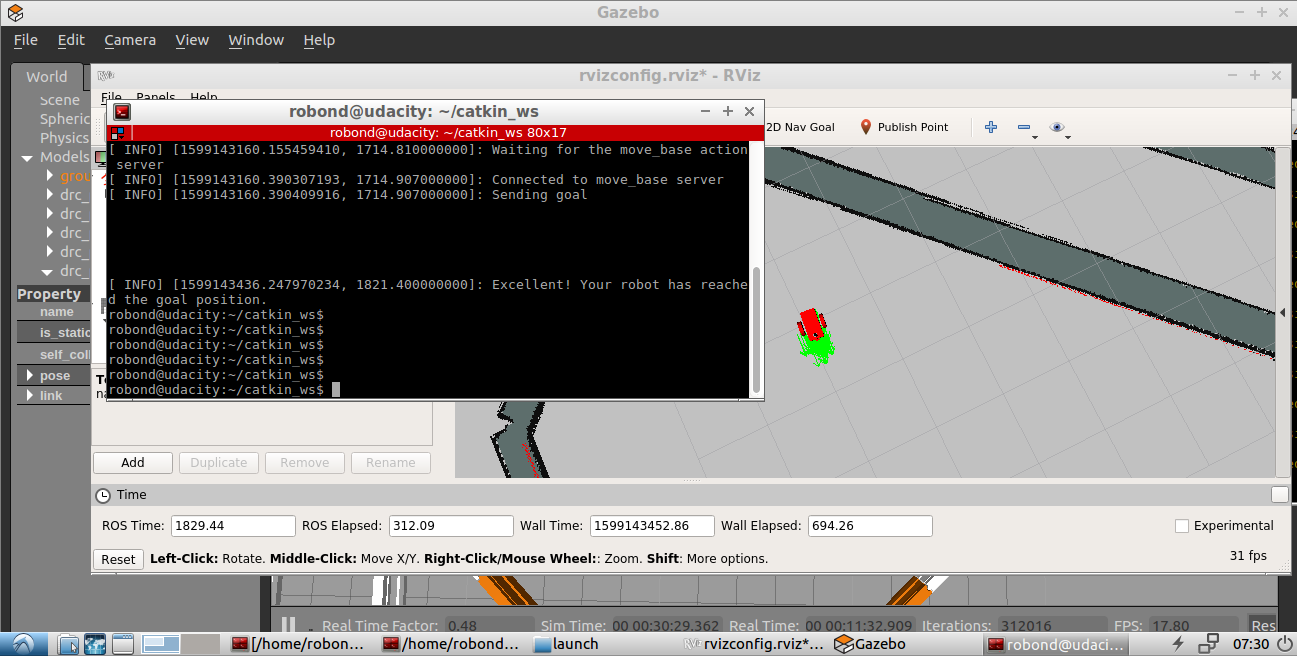 Gazebo
File Edit Camera View Window Help
World
Scene
Spheric
Physics
Models
grou
drc_
drc_
drc_
drc_
drc_
Property
name
is_static
self_coll
pose
link
rvizconfig.rviz* - RViz
File Panels Help
2D Nav Goal Publish Point
robond@udacity: ~/catkin_ws
robond@udacity: ~/catkin_ws 80x17
[ INFO] [1599143160.155459410, 1714.810000000]: Waiting for the move_base action
server
[ INFO] [1599143160.390307193, 1714.907000000]: Connected to move_base server
[ INFO] [1599143160.390409916, 1714.907000000]: Sending goal
[ INFO] [1599143436.247970234, 1821.400000000]: Excellent! Your robot has reache
d the goal position.
robond@udacity:~/catkin_ws$
robond@udacity:~/catkin_ws$
robond@udacity:~/catkin_ws$
robond@udacity:~/catkin_ws$
robond@udacity:~/catkin_ws$
robond@udacity:~/catkin_ws$
Add Duplicate Remove Rename
Time
ROS Time: 1829.44 ROS Elapsed: 312.09 Wall Time: 1599143452.86 Wall Elapsed: 694.26 Experimental
Reset Left-Click: Rotate. Middle-Click: Move X/Y. Right-Click/Mouse Wheel:: Zoom. Shift: More options. 31 fps
Real Time Factor: 0.48 Sim Time: 00 00:30:29.362 Real Time: 00 00:11:32.909 Iterations: 312016 FPS: 17.80 Res
[/home/robon... [/home/robond... launch rvizconfig.rviz*... Gazebo robond@udaci... 07:30